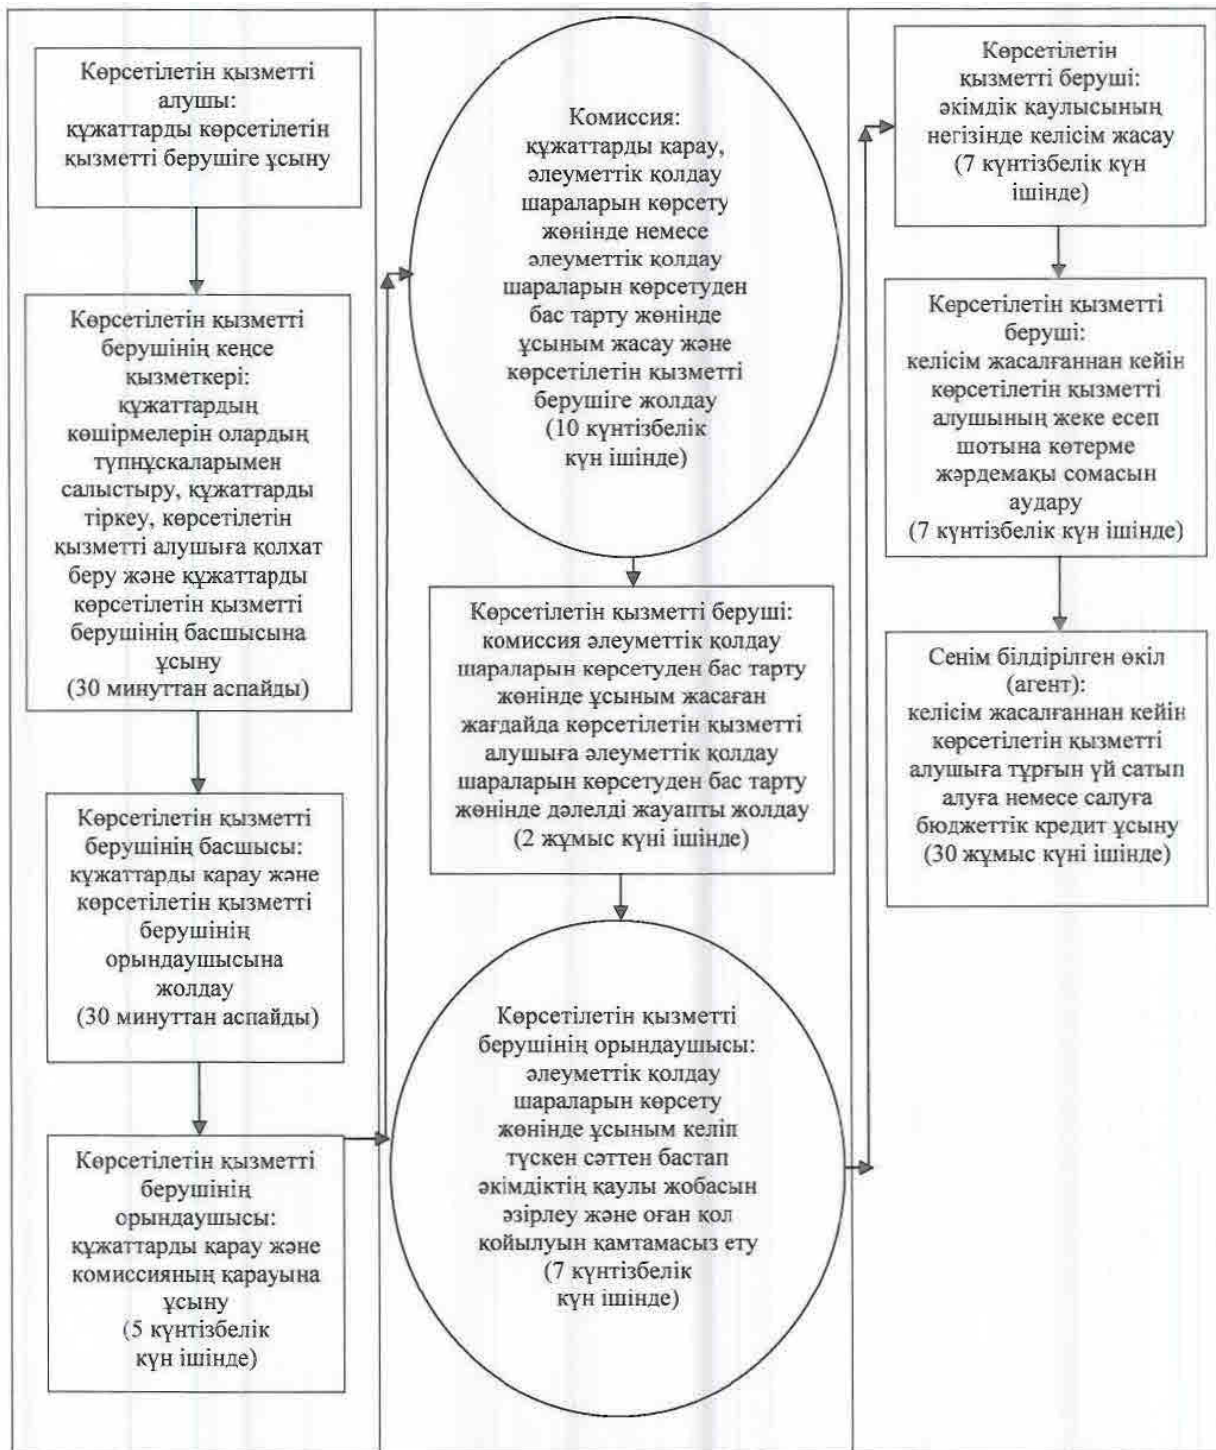 Көрсетілетін қызметті
алушы:
құжаттарды көрсетілетін
қызметті берушіге ұсыну
Көрсетілетін қызметті
берушінің кеңсе
қызметкері:
құжаттардың
көшірмелерін олардың
түпнұсқаларымен
салыстыру, құжаттарды
тіркеу, көрсетілетін
қызметті алушыға қолхат
беру және құжаттарды
көрсетілетін қызметті
берушінің басшысына
ұсыну
(30 минуттан аспайды)
Көрсетілетін қызметті
берушінің басшысы:
құжаттарды қарау және
көрсетілетін қызметті
берушінің
орындаушысына
жолдау
(30 минуттан аспайды)
Көрсетілетін қызметті
берушінің
орындаушысы:
құжаттарды қарау және
комиссияның қарауына
ұсыну
(5 күнтізбелік
күн ішінде)
Комиссия:
құжаттарды қарау,
әлеуметтік қолдау
шараларын көрсету
жөнінде немесе
әлеуметтік қолдау
шараларын көрсетуден
бас тарту жөнінде
ұсыным жасау және
көрсетілетін қызметті
берушіге жолдау
(10 күнтізбелік
күн ішінде)
Көрсетілетін қызметті беруші:
комиссия әлеуметтік қолдау
шараларын көрсетуден бас тарту
жөнінде ұсыным жасаған
жағдайда көрсетілетін қызметті
алушыға әлеуметтік қолдау
шараларын көрсетуден бас тарту
жөнінде дәлелді жауапты жолдау
(2 жұмыс күні ішінде)
Көрсетілетін қызметті
берушінің орындаушысы:
әлеуметтік қолдау
шараларын көрсету
жөнінде ұсыным келіп
түскен сәттен бастап
әкімдіктің қаулы жобасын
әзірлеу және оған қол
қойылуын қамтамасыз ету
(7 күнтізбелік
күн ішінде)
Көрсетілетін
қызметті беруші:
әкімдік қаулысының
негізінде келісім жасау
(7 күнтізбелік күн
ішінде)
Көрсетілетін қызметті
беруші:
келісім жасалғаннан кейін
көрсетілетін қызметті
алушының жеке есеп
шотына көтерме
жәрдемақы сомасын
аудару
(7 күнтізбелік күн ішінде)
Сенім білдірілген өкіл
(агент):
келісім жасалғаннан кейін
көрсетілетін қызметті
алушыға тұрғын үй сатып
алуға немесе салуға
бюджеттік кредит ұсыну
(30 жұмыс күні ішінде)